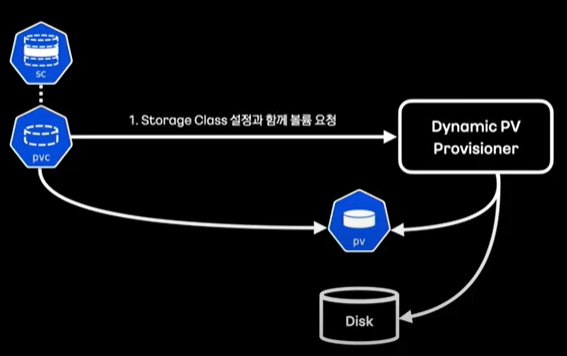 sc
1. Storage Class 설정과 함께 볼륨 요청
pvc
Dynamic PV
Provisioner
pv
Disk